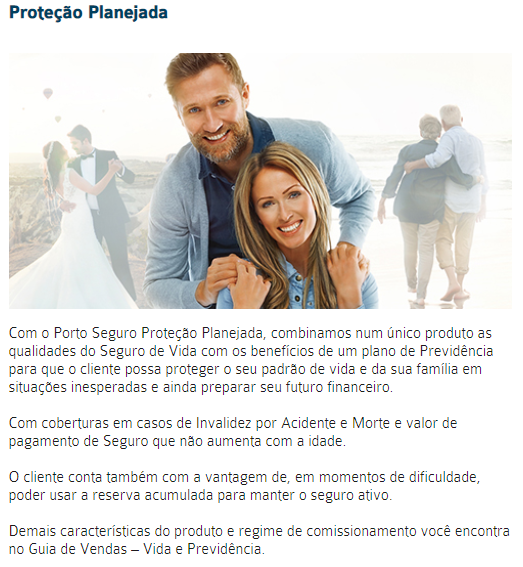 Proteção Planejada
Com o Porto Seguro Proteção Planejada, combinamos num único produto as
qualidades do Seguro de Vida com os benefícios de um plano de Previdência
para que o cliente possa proteger o seu padrão de vida e da sua família em
situações inesperadas e ainda preparar seu futuro financeiro.
Com coberturas em casos de Invalidez por Acidente e Morte e valor de
pagamento de Seguro que não aumenta com a idade.
O cliente conta também com a vantagem de, em momentos de dificuldade,
poder usar a reserva acumulada para manter o seguro ativo.
Demais características do produto e regime de comissionamento você encontra
no Guia de Vendas – Vida e Previdência.